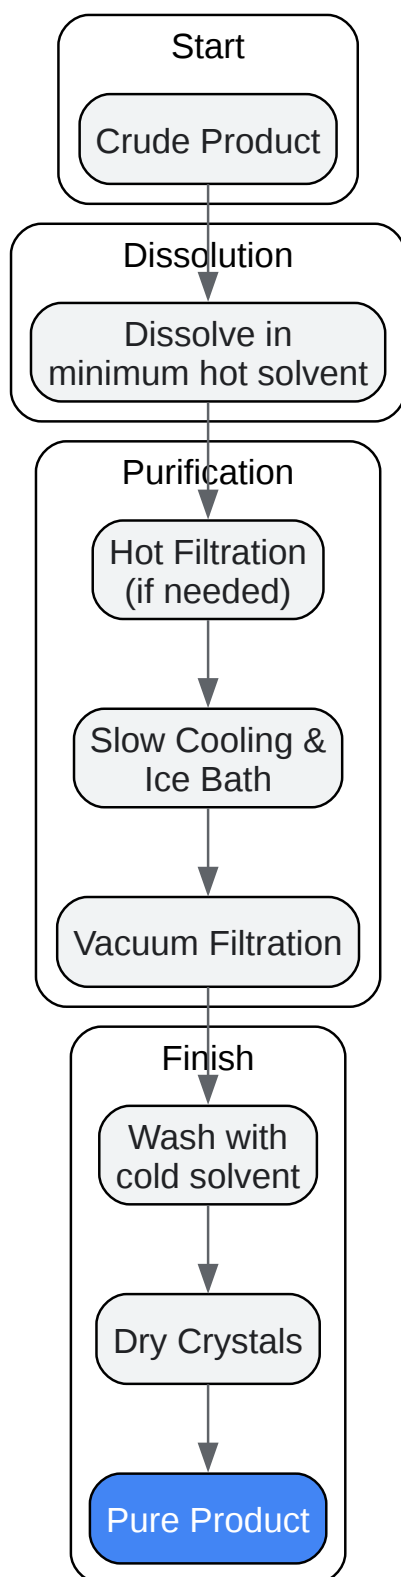 Start
Crude Product
Dissolution
Dissolve in
minimum hot solvent
Purification
Hot Filtration
(if needed)
Slow Cooling &
Ice Bath
Vacuum Filtration
Finish
Wash with
cold solvent
Dry Crystals
Pure Product